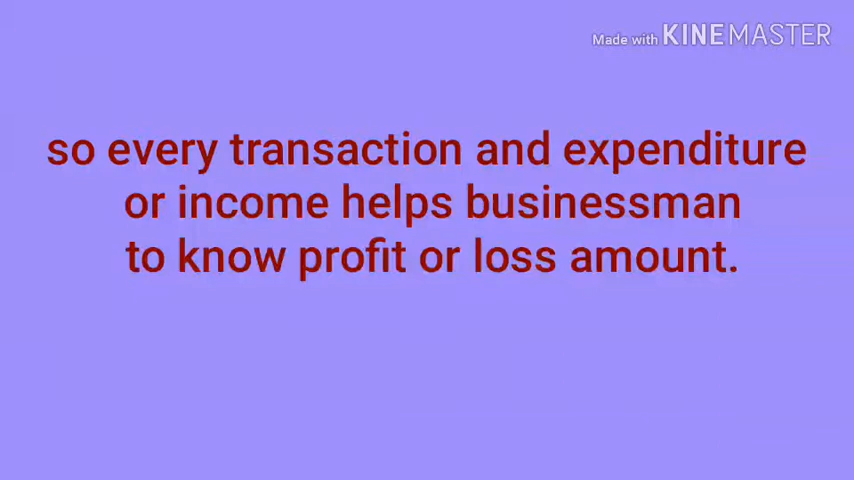 Made with KINEMASTER
so every transaction and expenditure
or income helps businessman
to know profit or loss amount.